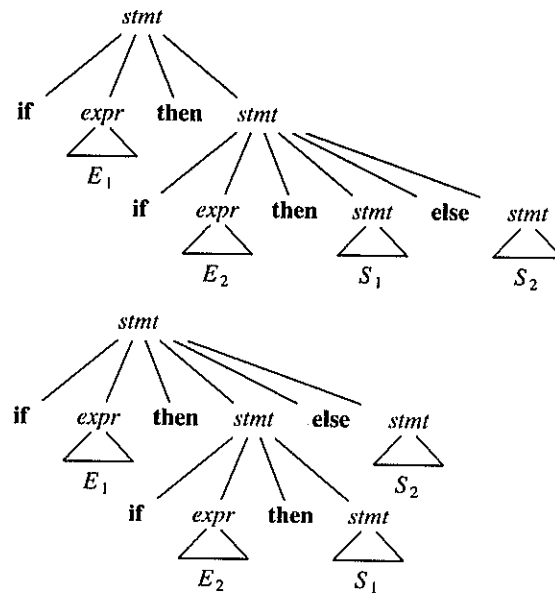 stmt
if expr then stmt
E1
if expr then stmt else stmt
E2 S1 S2
stmt
if expr then stmt else stmt
E1 S2
if expr then stmt
E2 S1